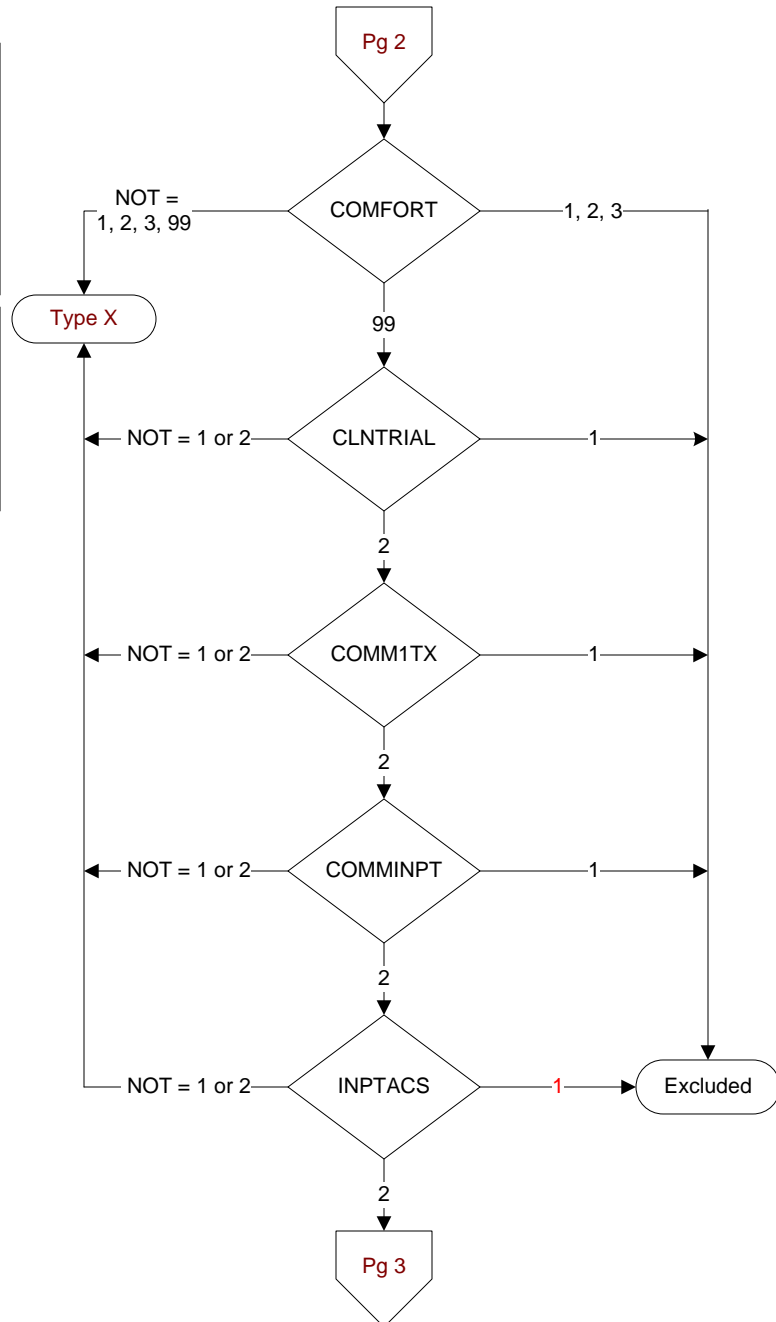 Pg 2
COMFORT
NOT =
1, 2, 3, 99
1, 2, 3
Type X
99
CLNTRIAL
NOT = 1 or 2
1
2
COMM1TX
NOT = 1 or 2
1
2
COMMINPT
NOT = 1 or 2
1
2
INPTACS
NOT = 1 or 2
1
Excluded
2
Pg 3